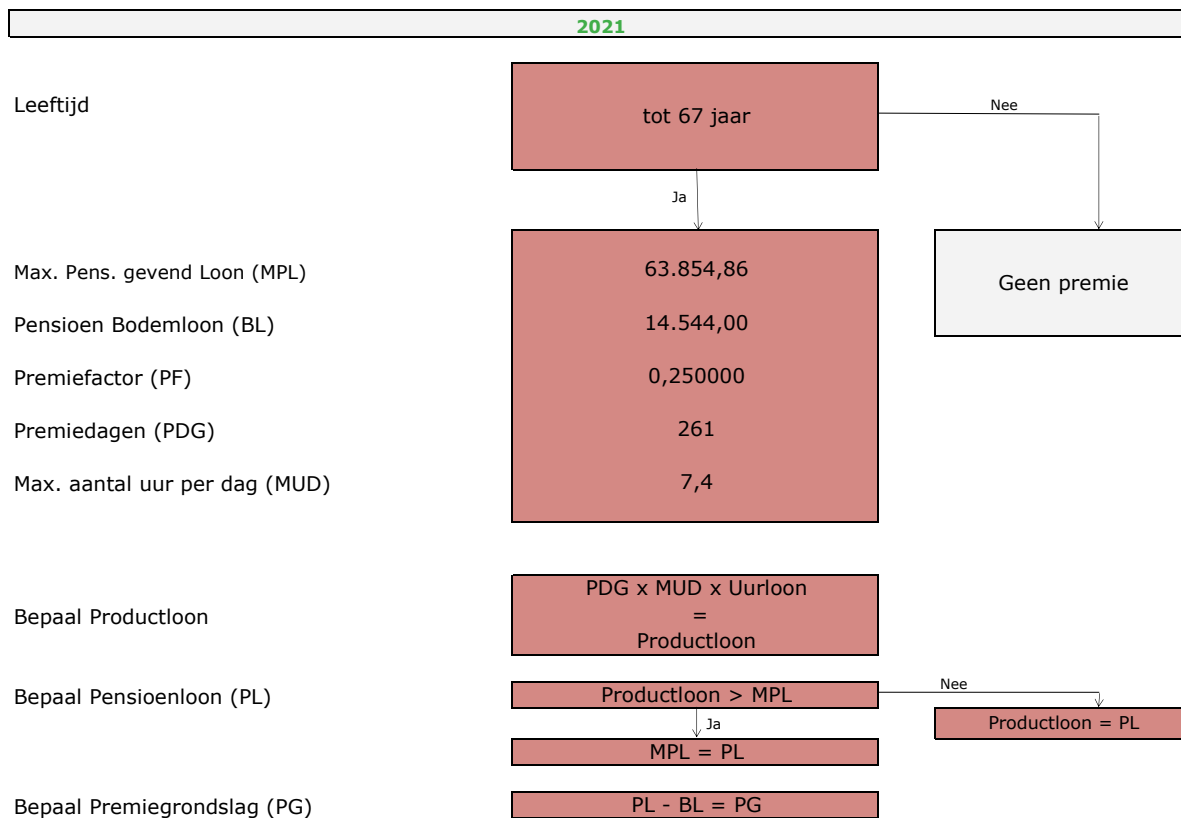 2021
Leeftijd
tot 67 jaar
Nee
Ja
Max. Pens. gevend Loon (MPL)
63.854,86
Geen premie
Pensioen Bodemloon (BL)
14.544,00
Premiefactor (PF)
0,250000
Premiedagen (PDG)
261
Max. aantal uur per dag (MUD)
7,4
Bepaal Productloon
PDG x MUD x Uurloon
=
Productloon
Bepaal Pensioenloon (PL)
Productloon > MPL
Nee
Productloon = PL
Ja
MPL = PL
Bepaal Premiegrondslag (PG)
PL - BL = PG